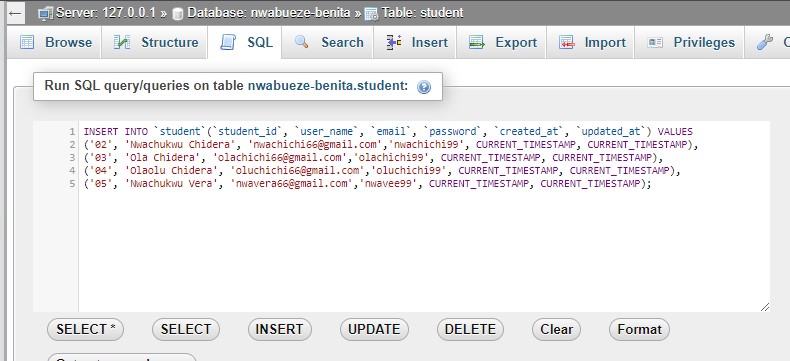 Server: 127.0.0.1 » Database: nwabueze-benita » Table: student
Browse Structure SQL Search Insert Export Import Privileges
Run SQL query/queries on table nwabueze-benita.student:
1 INSERT INTO `student`(`student_id`, `user_name`, `email`, `password`, `created_at`, `updated_at`) VALUES
2 ('02', 'Nwachukwu Chidera', 'nwachichi66@gmail.com','nwachichi99', CURRENT_TIMESTAMP, CURRENT_TIMESTAMP),
3 ('03', 'Ola Chidera', 'olachichi66@gmail.com','olachichi99', CURRENT_TIMESTAMP, CURRENT_TIMESTAMP),
4 ('04', 'Olaolu Chidera', 'oluchichi66@gmail.com','oluchichi99', CURRENT_TIMESTAMP, CURRENT_TIMESTAMP),
5 ('05', 'Nwachukwu Vera', 'nwavera66@gmail.com','nwavee99', CURRENT_TIMESTAMP, CURRENT_TIMESTAMP);
SELECT * SELECT INSERT UPDATE DELETE Clear Format